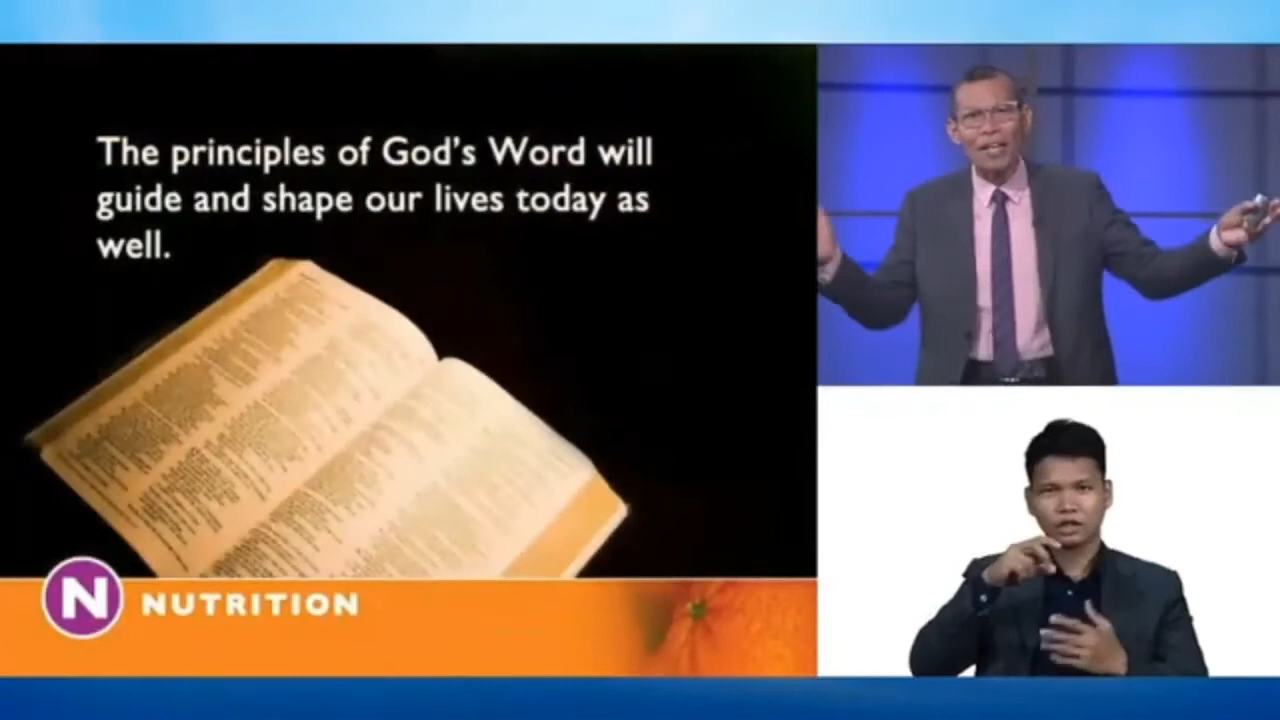 The principles of God's Word will
guide and shape our lives today as
well.
N NUTRITION